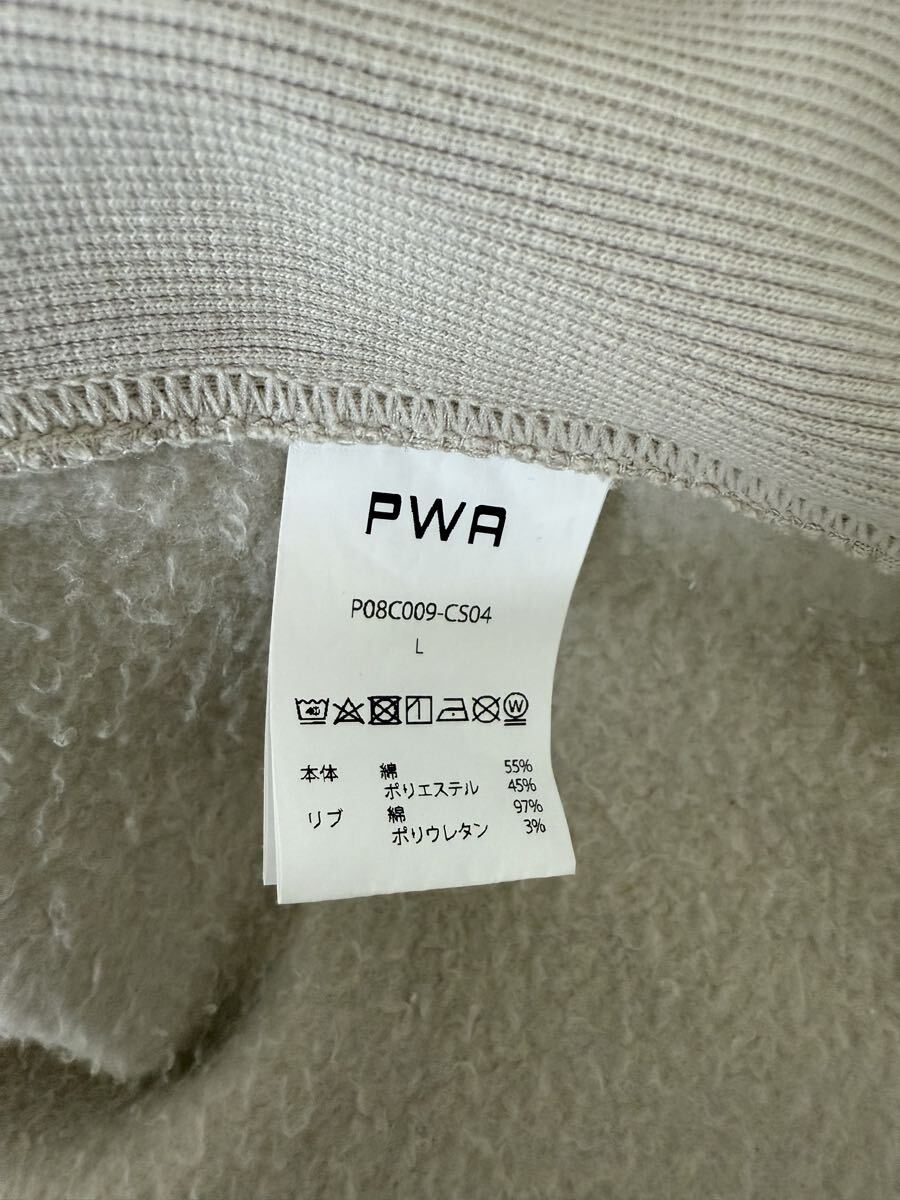 PWA
P08C009-CS04
L
本体 綿 55%
ポリエステル 45%
リブ 綿 97%
ポリウレタン 3%